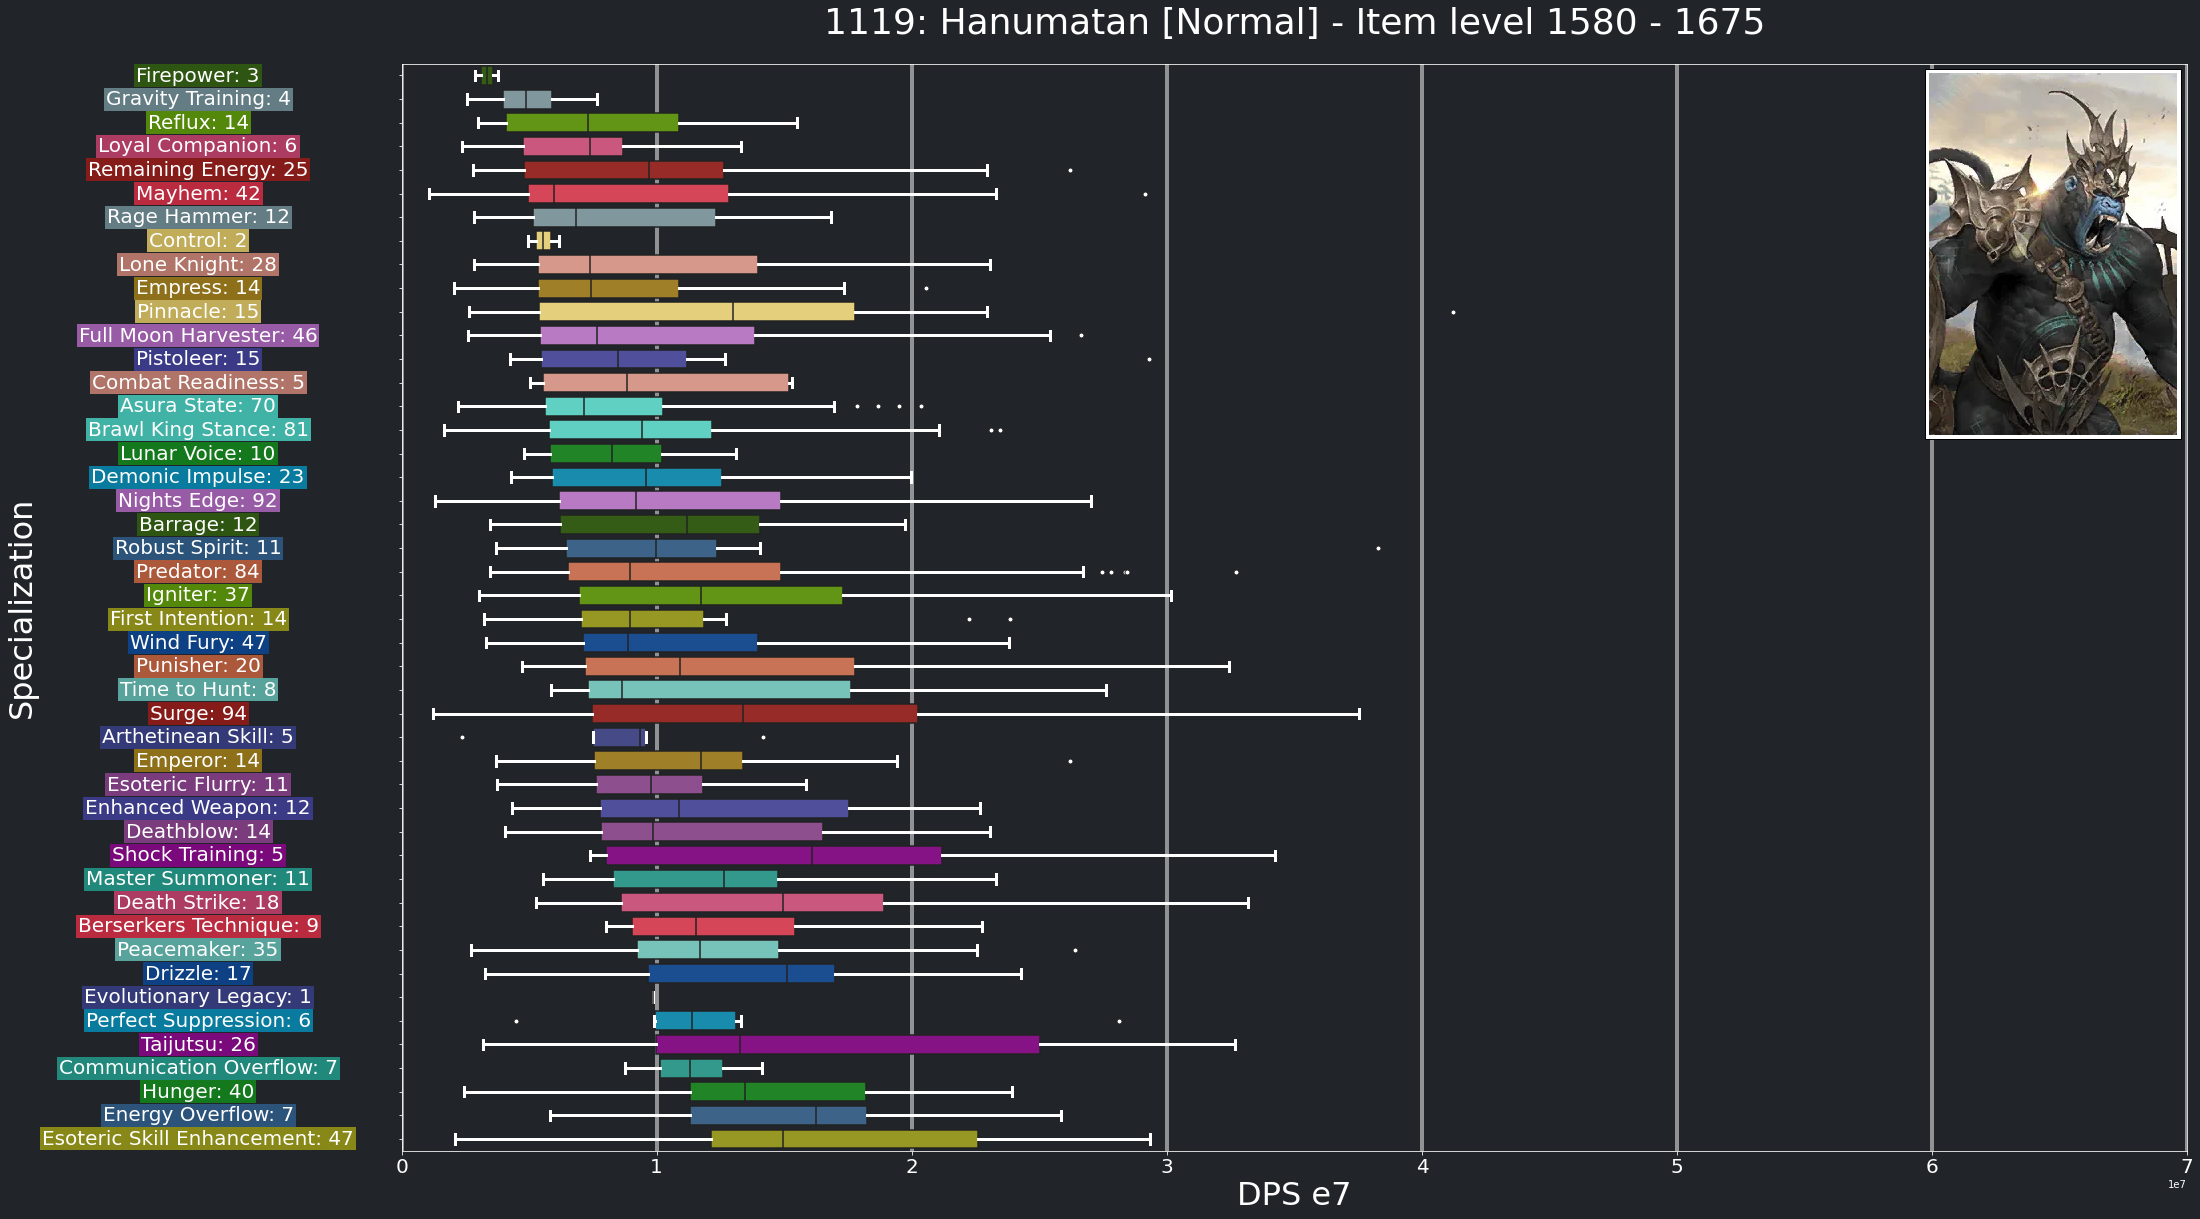 1119: Hanumatan [Normal] - Item level 1580 - 1675
Specialization
Firepower: 3
Gravity Training: 4
Reflux: 14
Loyal Companion: 6
Remaining Energy: 25
Mayhem: 42
Rage Hammer: 12
Control: 2
Lone Knight: 28
Empress: 14
Pinnacle: 15
Full Moon Harvester: 46
Pistoleer: 15
Combat Readiness: 5
Asura State: 70
Brawl King Stance: 81
Lunar Voice: 10
Demonic Impulse: 23
Nights Edge: 92
Barrage: 12
Robust Spirit: 11
Predator: 84
Igniter: 37
First Intention: 14
Wind Fury: 47
Punisher: 20
Time to Hunt: 8
Surge: 94
Arthetinean Skill: 5
Emperor: 14
Esoteric Flurry: 11
Enhanced Weapon: 12
Deathblow: 14
Shock Training: 5
Master Summoner: 11
Death Strike: 18
Berserkers Technique: 9
Peacemaker: 35
Drizzle: 17
Evolutionary Legacy: 1
Perfect Suppression: 6
Taijutsu: 26
Communication Overflow: 7
Hunger: 40
Energy Overflow: 7
Esoteric Skill Enhancement: 47
0 1 2 3 4 5 6 7
1e7
DPS e7